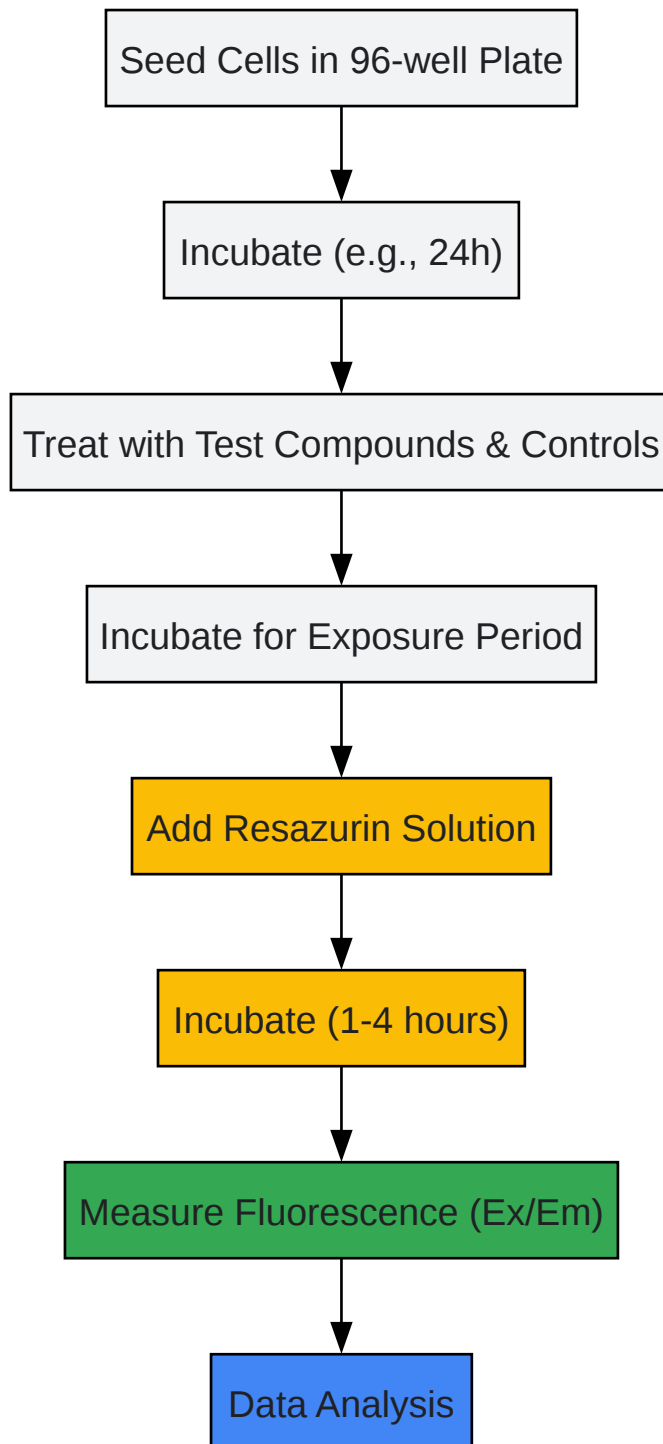 Seed Cells in 96-well Plate
Incubate (e.g., 24h)
Treat with Test Compounds & Controls
Incubate for Exposure Period
Add Resazurin Solution
Incubate (1-4 hours)
Measure Fluorescence (Ex/Em)
Data Analysis